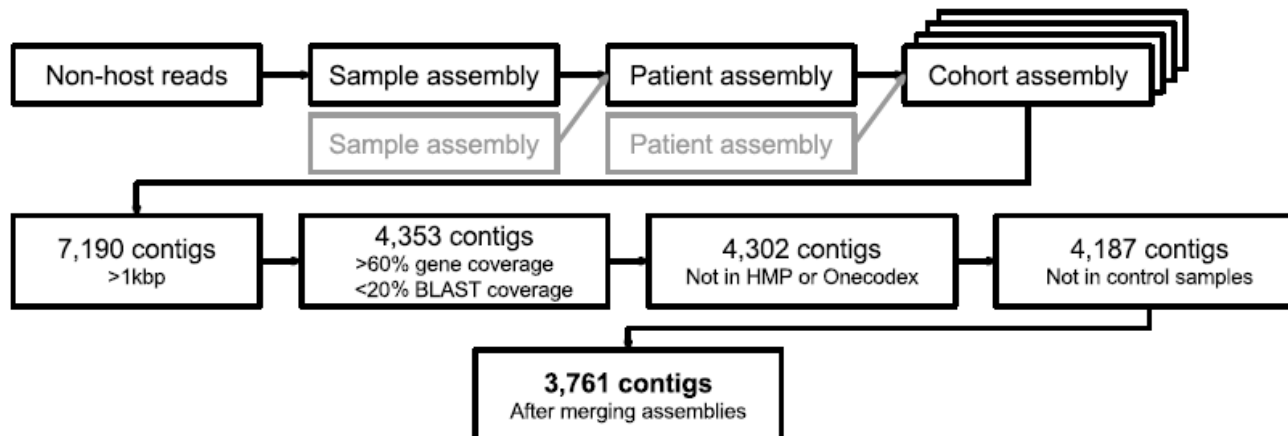 Non-host reads
Sample assembly
Patient assembly
Cohort assembly
Sample assembly
Patient assembly
7,190 contigs
>1kbp
4,353 contigs
>60% gene coverage
<20% BLAST coverage
4,302 contigs
Not in HMP or Onecodex
4,187 contigs
Not in control samples
3,761 contigs
After merging assemblies